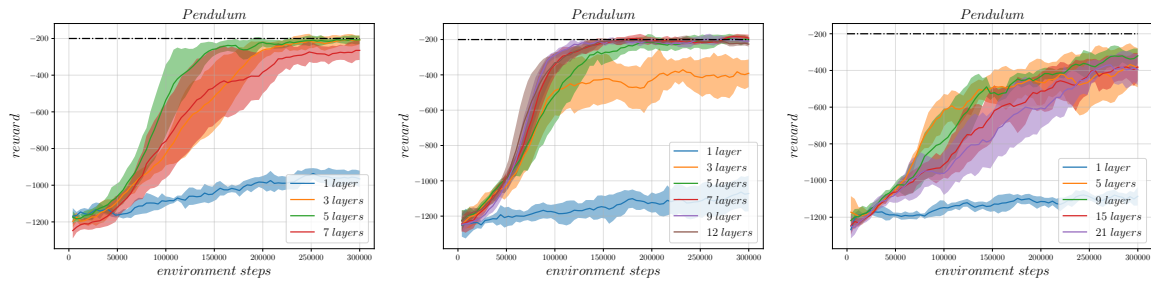 Pendulum
−200
−400
−600
−800
−1000
−1200
reward
0
50000
100000
150000
200000
250000
300000
environment steps
1 layer
3 layers
5 layers
7 layers
Pendulum
−200
−400
−600
−800
−1000
−1200
reward
0
50000
100000
150000
200000
250000
300000
environment steps
1 layer
3 layers
5 layers
7 layers
9 layer
12 layers
Pendulum
−200
−400
−600
−800
−1000
−1200
reward
0
50000
100000
150000
200000
250000
300000
environment steps
1 layer
5 layers
9 layer
15 layers
21 layers